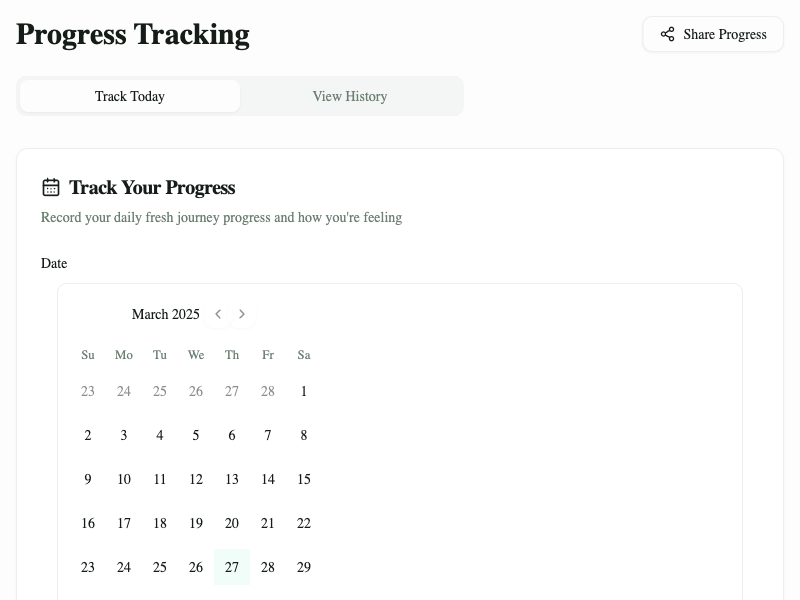 Progress Tracking
Share Progress
Track Today
View History
Track Your Progress
Record your daily fresh journey progress and how you're feeling
Date
March 2025
Su Mo Tu We Th Fr Sa
23 24 25 26 27 28 1
2 3 4 5 6 7 8
9 10 11 12 13 14 15
16 17 18 19 20 21 22
23 24 25 26 27 28 29